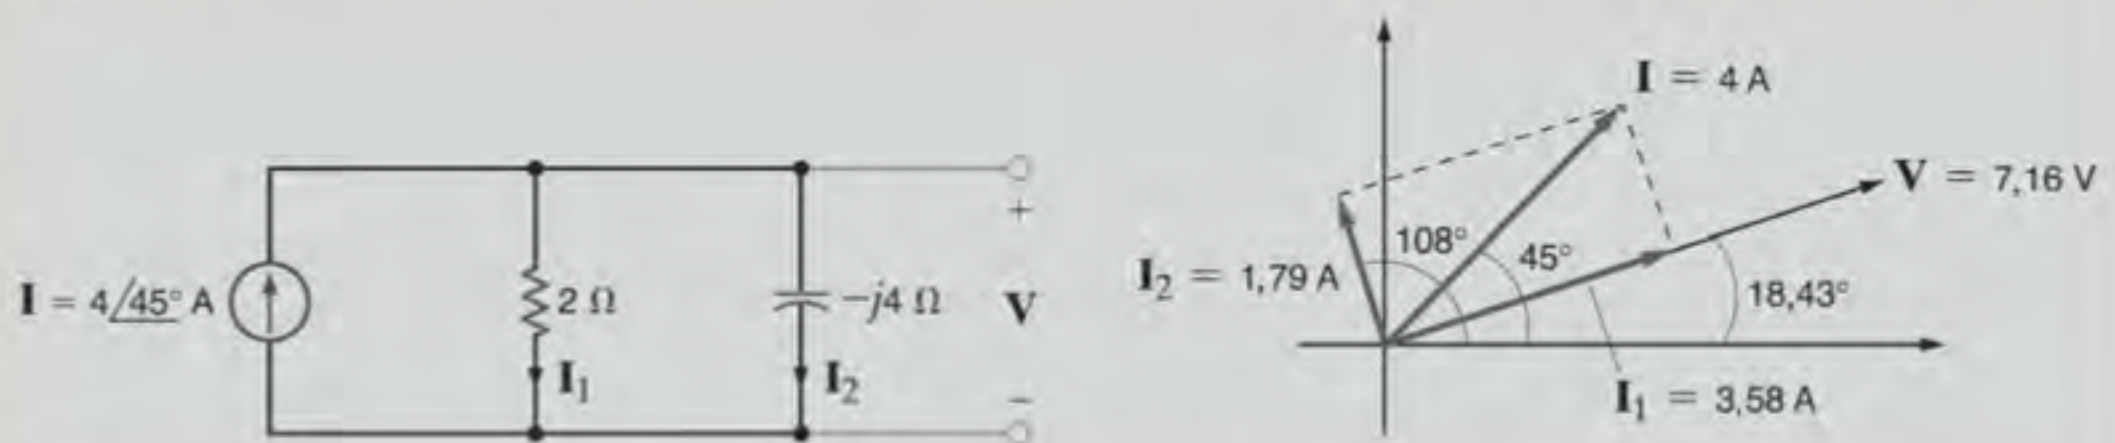 I = 4/45° A
2 Ω
−j4 Ω
I₁
I₂
+
V
−
I = 4 A
V = 7,16 V
I₂ = 1,79 A
108°
45°
18,43°
I₁ = 3,58 A